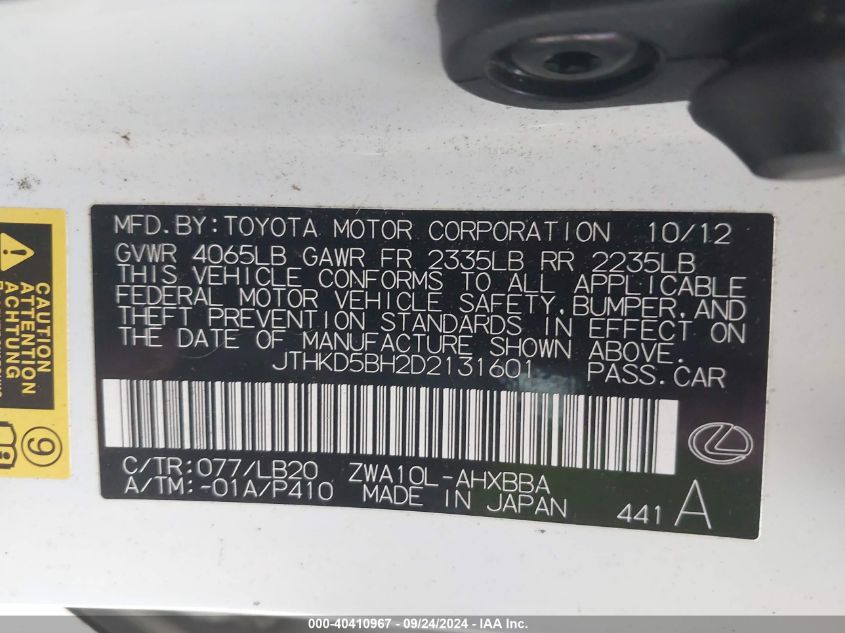 MFD.BY:TOYOTA MOTOR CORPORATION 10/12
GVWR 4065LB GAWR FR 2335LB RR 2235LB
THIS VEHICLE CONFORMS TO ALL APPLICABLE
FEDERAL MOTOR VEHICLE SAFETY,BUMPER,AND
THEFT PREVENTION STANDARDS IN EFFECT ON
THE DATE OF MANUFACTURE SHOWN ABOVE.
JTHKD5BH2D2131601 PASS.CAR
C/TR:077/LB20 ZWA10L-AHXBBA
A/TM:-01A/P410 MADE IN JAPAN
441 A
CAUTION
ATTENTION
ACHTUNG
9
000-40410967 - 09/24/2024 - IAA Inc.